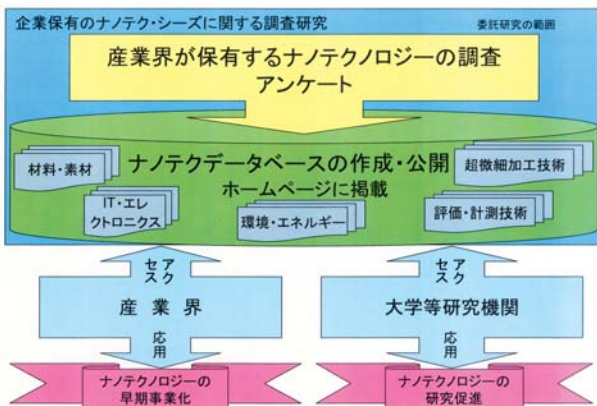 企業保有のナノテク・シーズに関する調査研究
委託研究の範囲
産業界が保有するナノテクノロジーの調査
アンケート
ナノテクデータベースの作成・公開
ホームページに掲載
材料・素材
IT・エレ
クトロニクス
環境・エネルギー
超微細加工技術
評価・計測技術
アク
セス
産業界
応用
ナノテクノロジーの
早期事業化
アク
セス
大学等研究機関
応用
ナノテクノロジーの
研究促進